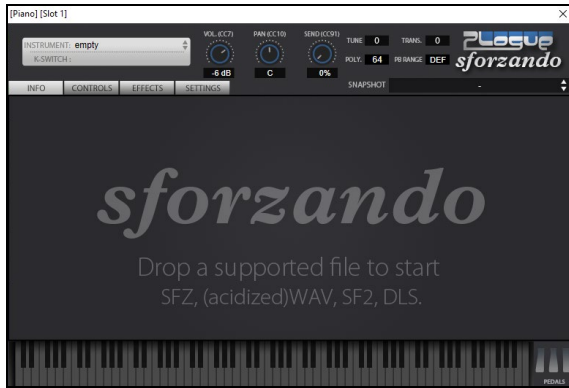 [Piano] [Slot 1]
INSTRUMENT: empty
K-SWITCH :
VOL. (CC7)
-6 dB
PAN (CC10)
C
SEND (CC91)
0%
TUNE 0 TRANS. 0
POLY. 64 PB RANGE DEF
Plogue
sforzando
INFO CONTROLS EFFECTS SETTINGS
SNAPSHOT -
sforzando
Drop a supported file to start
SFZ, (acidized)WAV, SF2, DLS.
PEDALS